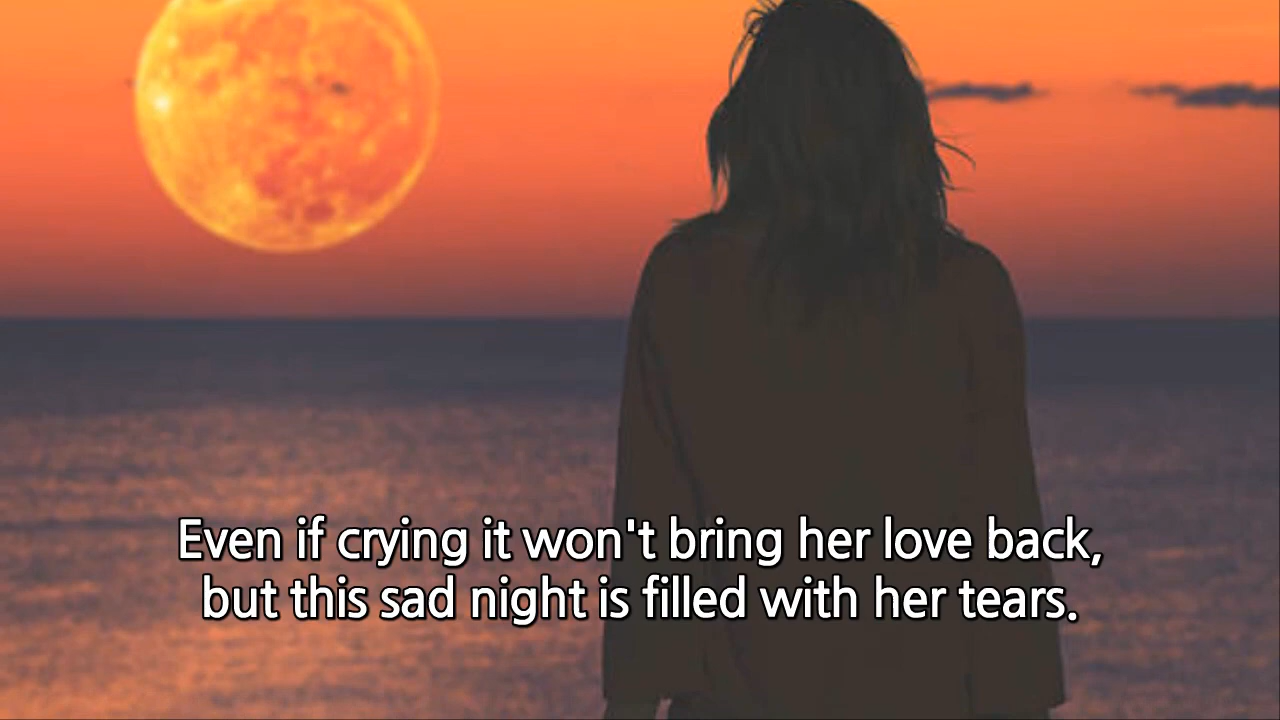 Even if crying it won't bring her love back,
but this sad night is filled with her tears.